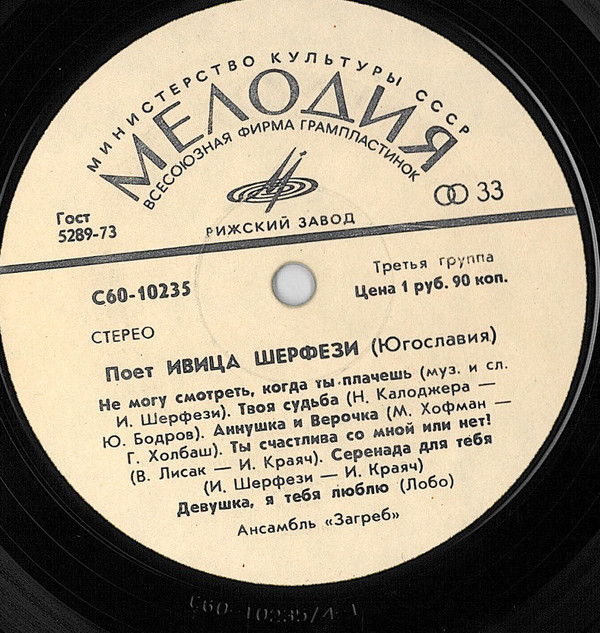 МИНИСТЕРСТВО КУЛЬТУРЫ СССР
МЕЛОДИЯ
ВСЕСОЮЗНАЯ ФИРМА ГРАМПЛАСТИНОК
33
Гост
5289-73
РИЖСКИЙ ЗАВОД
С60-10235
Третья группа
Цена 1 руб. 90 коп.
СТЕРЕО
Поет ИВИЦА ШЕРФЕЗИ (Югославия)
Не могу смотреть, когда ты плачешь (муз. и сл.
И. Шерфези). Твоя судьба (Н. Калоджера —
Ю. Бодров). Аннушка и Верочка (М. Хофман —
Г. Холбаш). Ты счастлива со мной или нет!
(В. Лисак — И. Краяч). Серенада для тебя
(И. Шерфези — И. Краяч)
Девушка, я тебя люблю (Лобо)
Ансамбль «Загреб»
С60-10235/4-1